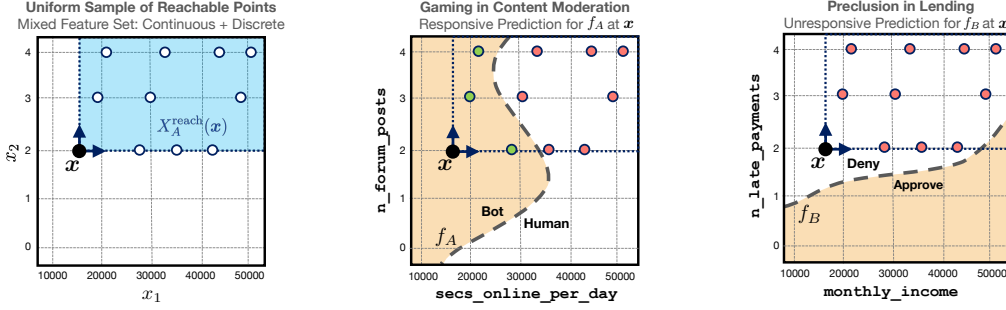 Uniform Sample of Reachable Points
Mixed Feature Set: Continuous + Discrete
4
3
2
1
0
x₂
X_A^reach(x)
x
10000 20000 30000 40000 50000
x₁
Gaming in Content Moderation
Responsive Prediction for f_A at x
4
3
2
1
0
n_forum_posts
x
Bot
Human
f_A
10000 20000 30000 40000 50000
secs_online_per_day
Preclusion in Lending
Unresponsive Prediction for f_B at x
4
3
2
1
0
n_late_payments
x
Deny
Approve
f_B
10000 20000 30000 40000 50000
monthly_income